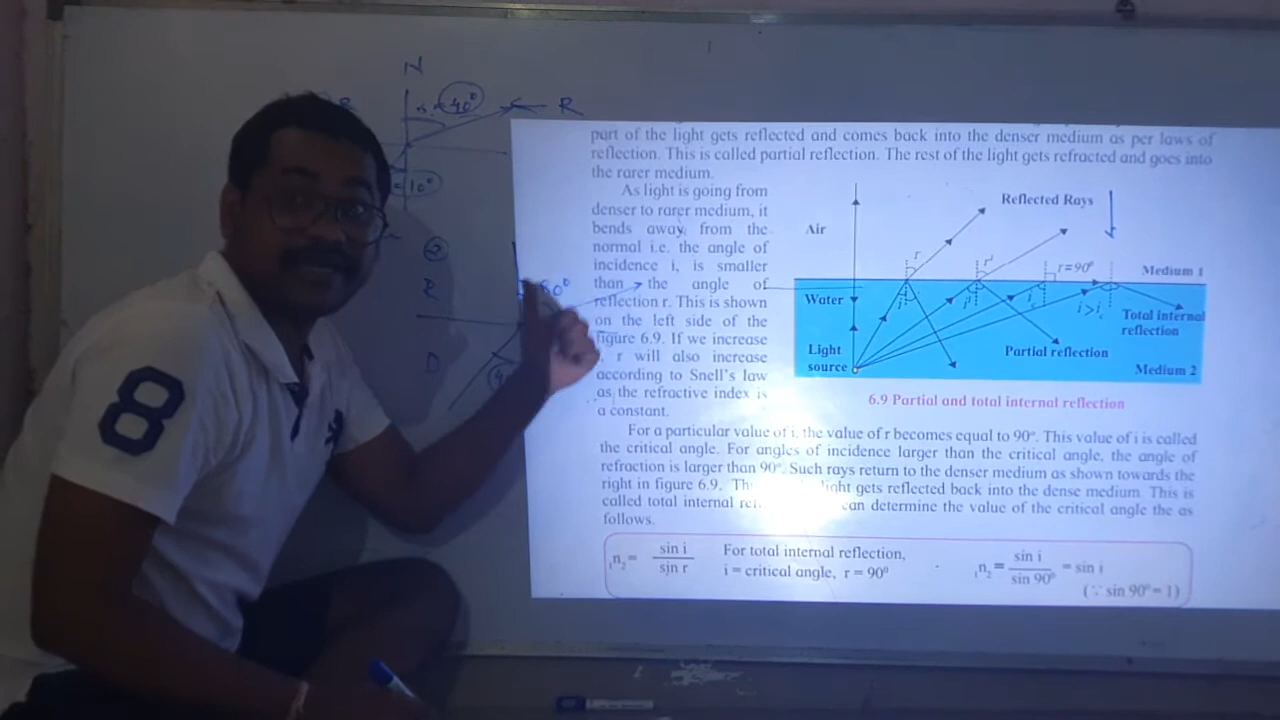 N
40°
R
10°
R
D
60°
part of the light gets reflected and comes back into the denser medium as per laws of
reflection. This is called partial reflection. The rest of the light gets refracted and goes into
the rarer medium.
As light is going from
denser to rarer medium, it
bends away from the
normal i.e. the angle of
incidence i, is smaller
than the angle of
reflection r. This is shown
on the left side of the
figure 6.9. If we increase
, r will also increase
according to Snell's law
as the refractive index is
a constant.
Reflected Rays
Air
r
r'
r=90°
Medium 1
Water
i
i'
i>i
c
Total internal
reflection
Light
source
Partial reflection
Medium 2
6.9 Partial and total internal reflection
For a particular value of i, the value of r becomes equal to 90°. This value of i is called
the critical angle. For angles of incidence larger than the critical angle, the angle of
refraction is larger than 90°. Such rays return to the denser medium as shown towards the
right in figure 6.9. light gets reflected back into the dense medium. This is
called total internal can determine the value of the critical angle the as
follows.
₁n₂ = sin i / sin r
For total internal reflection,
i = critical angle, r = 90°
₁n₂ = sin i / sin 90° = sin i
(∵ sin 90° = 1)
8